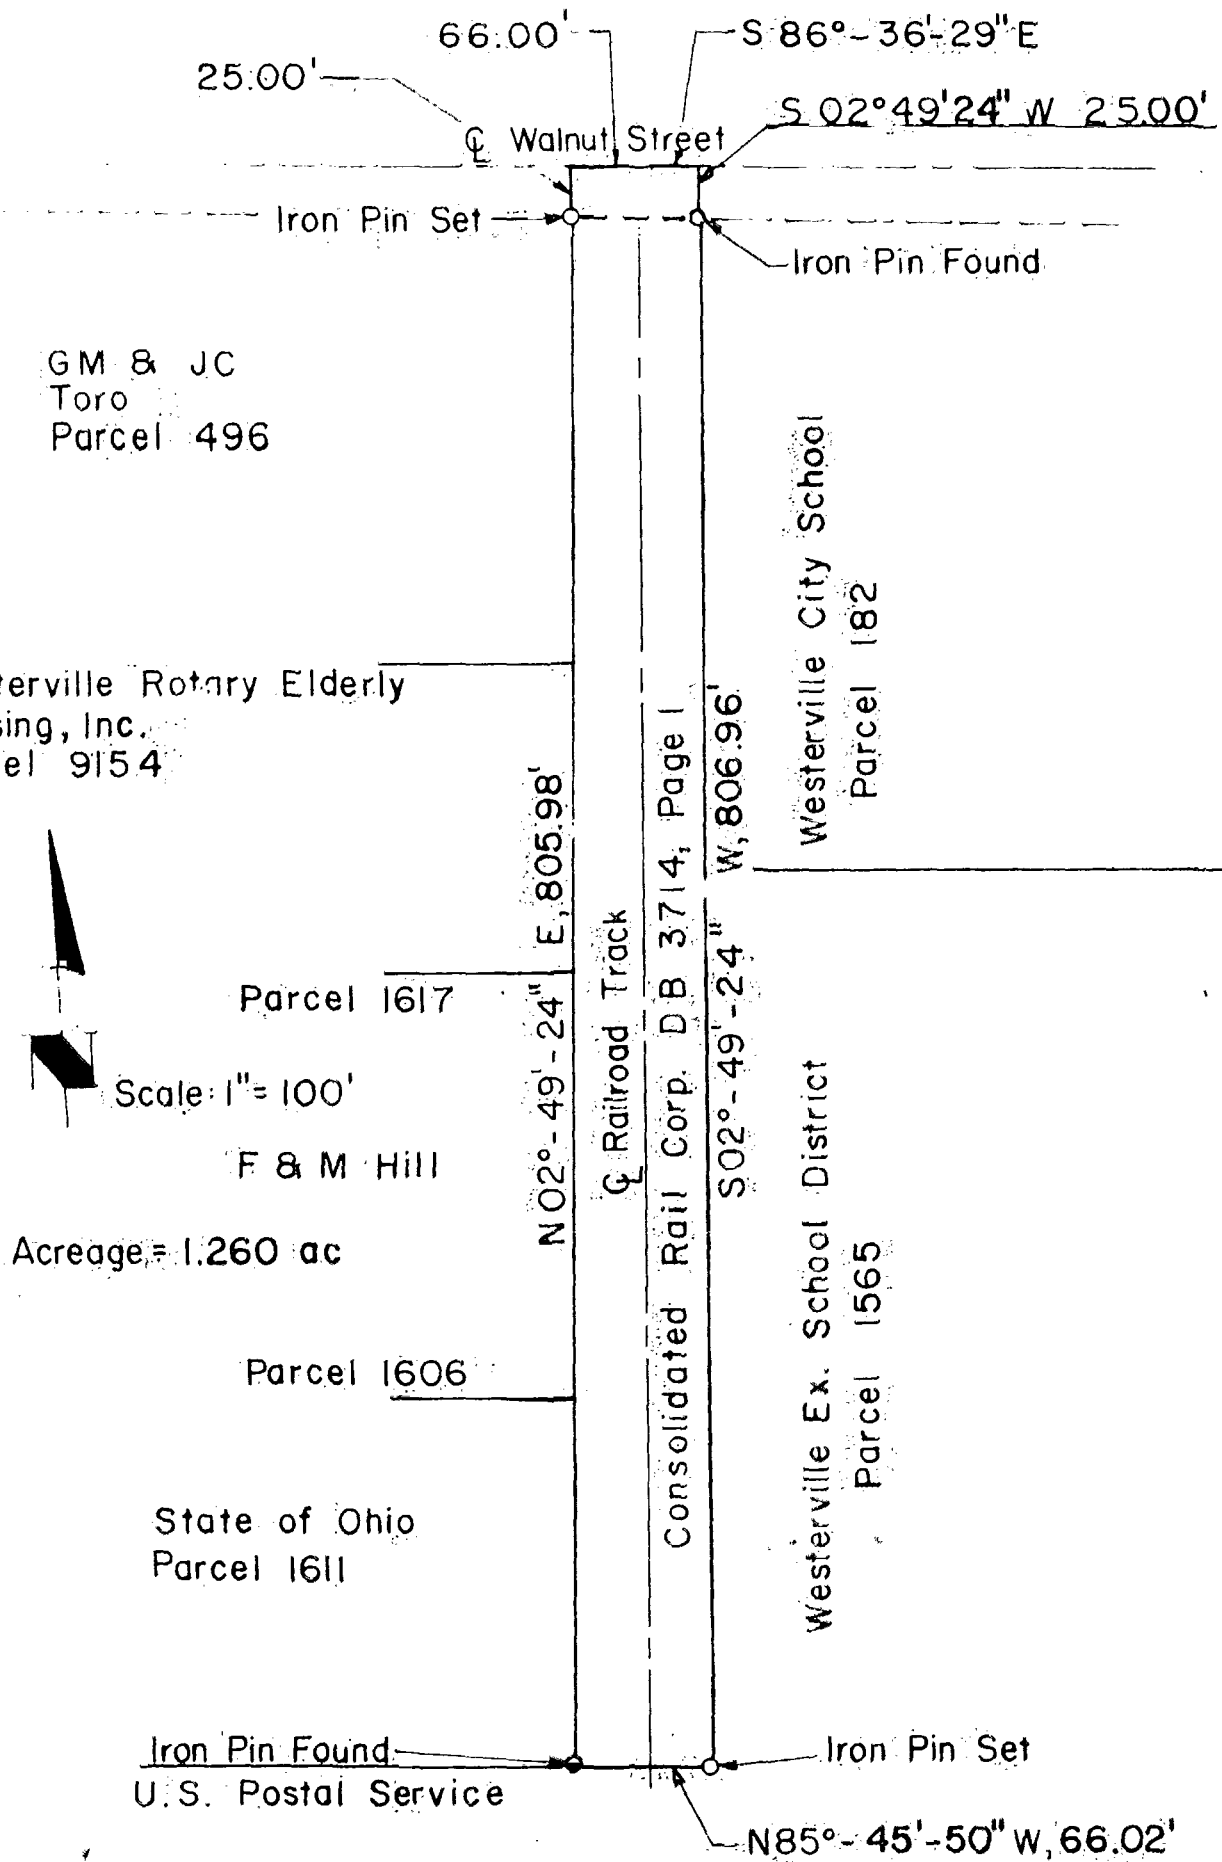 66.00'
S 86°-36'-29" E
25.00'
S 02°49'24" W 25.00'
℄ Walnut Street
Iron Pin Set
Iron Pin Found
GM & JC
Toro
Parcel 496
Westerville City School
Parcel 182
terville Rotary Elderly
sing, Inc.
el 9154
N 02°-49'-24" E, 805.98'
℄ Railroad Track
Consolidated Rail Corp. DB 3714, Page 1
S 02°-49'-24" W, 806.96'
Parcel 1617
Scale: 1" = 100'
F & M Hill
Acreage = 1.260 ac
Westerville Ex. School District
Parcel 1565
Parcel 1606
State of Ohio
Parcel 1611
Iron Pin Found
U.S. Postal Service
Iron Pin Set
N85°-45'-50" W, 66.02'